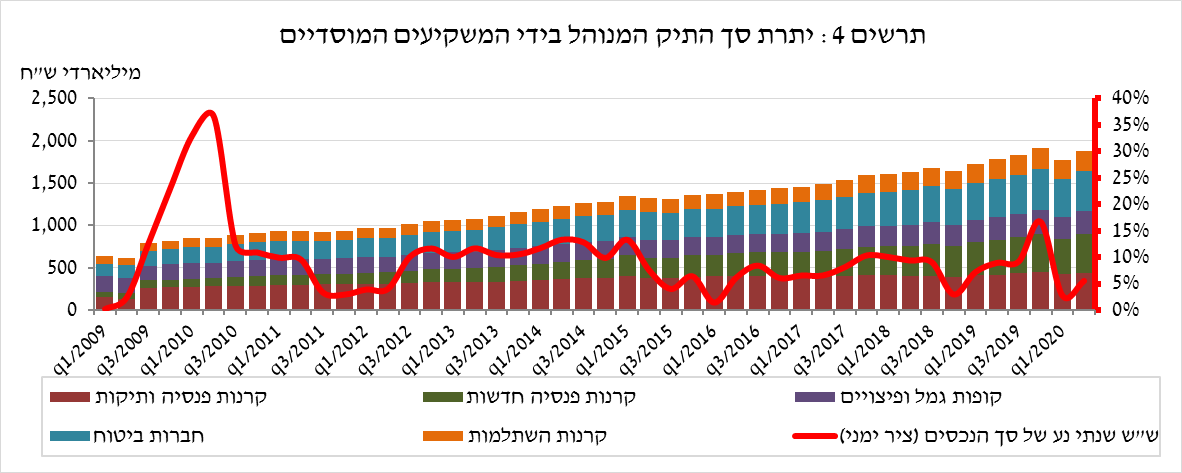 תרשים 4 : יתרת סך התיק המנוהל בידי המשקיעים המוסדיים
מיליארדי ש״ח
2,500
2,000
1,500
1,000
500
0
40%
35%
30%
25%
20%
15%
10%
5%
0%
q1/2009
q3/2009
q1/2010
q3/2010
q1/2011
q3/2011
q1/2012
q3/2012
q1/2013
q3/2013
q1/2014
q3/2014
q1/2015
q3/2015
q1/2016
q3/2016
q1/2017
q3/2017
q1/2018
q3/2018
q1/2019
q3/2019
q1/2020
קרנות פנסיה ותיקות
קרנות פנסיה חדשות
קופות גמל ופיצויים
חברות ביטוח
קרנות השתלמות
ש״ש שנתי נע של סך הנכסים (ציר ימני)